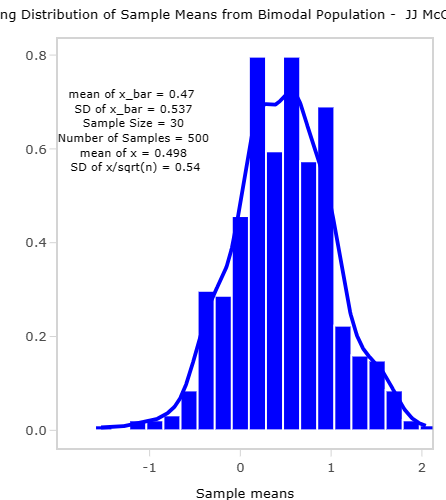 ng Distribution of Sample Means from Bimodal Population - JJ McC
0.8
mean of x_bar = 0.47
SD of x_bar = 0.537
Sample Size = 30
Number of Samples = 500
mean of x = 0.498
SD of x/sqrt(n) = 0.54
0.6
0.4
0.2
0.0
-1 0 1 2
Sample means